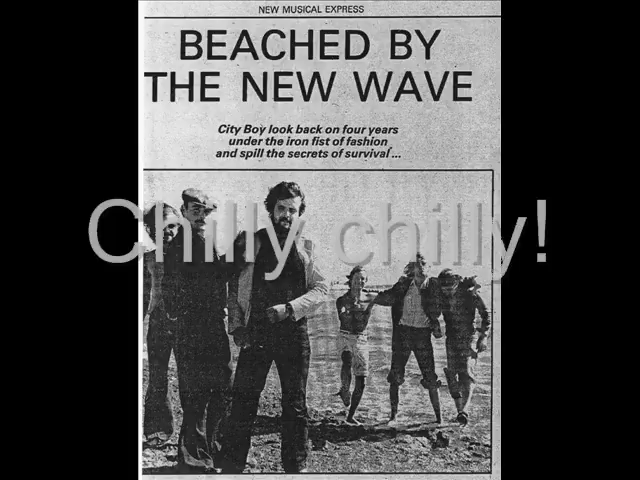 NEW MUSICAL EXPRESS
BEACHED BY
THE NEW WAVE
City Boy look back on four years
under the iron fist of fashion
and spill the secrets of survival ...
Chilly chilly!